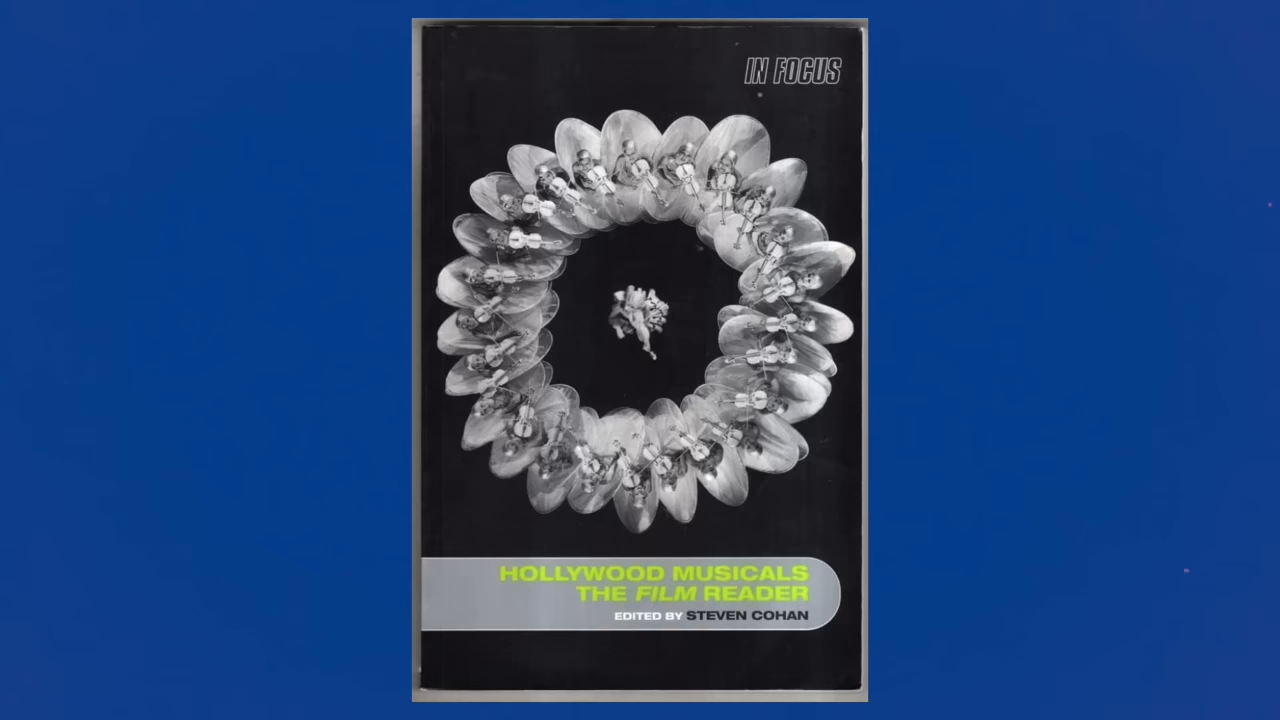 IN FOCUS
HOLLYWOOD MUSICALS
THE FILM READER
EDITED BY STEVEN COHAN